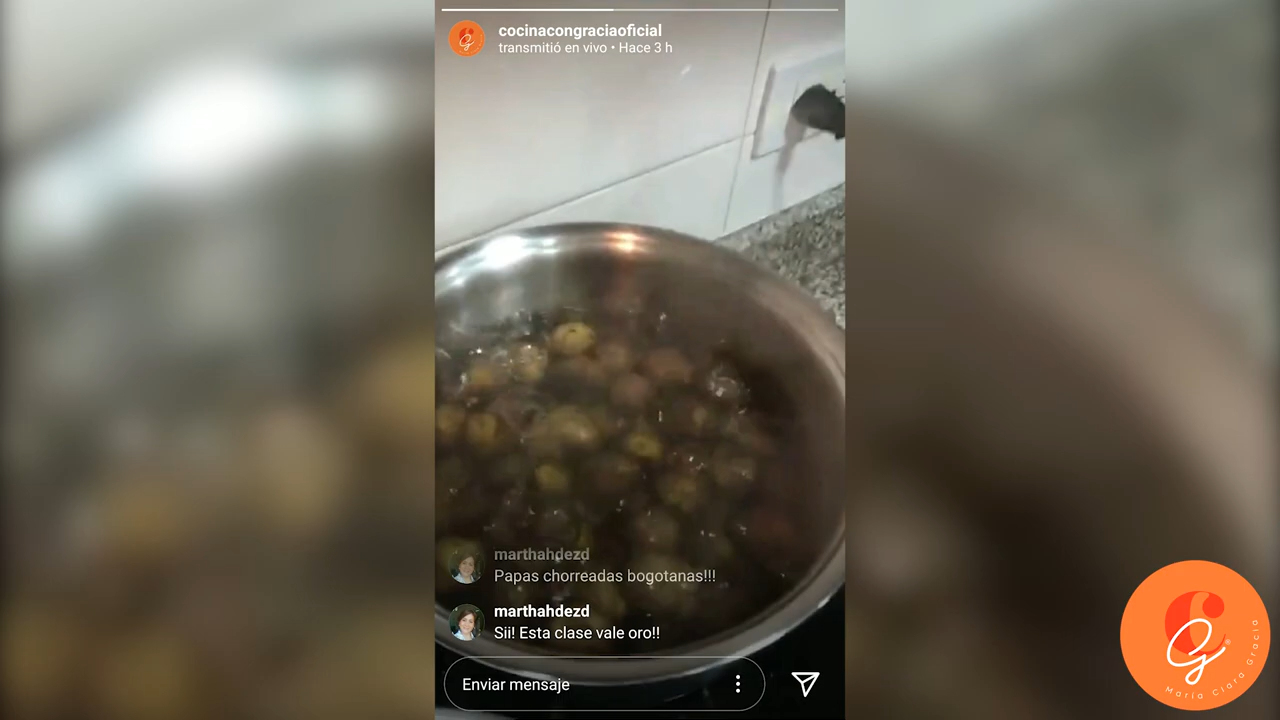 cocinacongraciaoficial
transmitió en vivo • Hace 3 h
marthahdezd
Papas chorreadas bogotanas!!!
marthahdezd
Sii! Esta clase vale oro!!
Enviar mensaje
María Clara Gracia